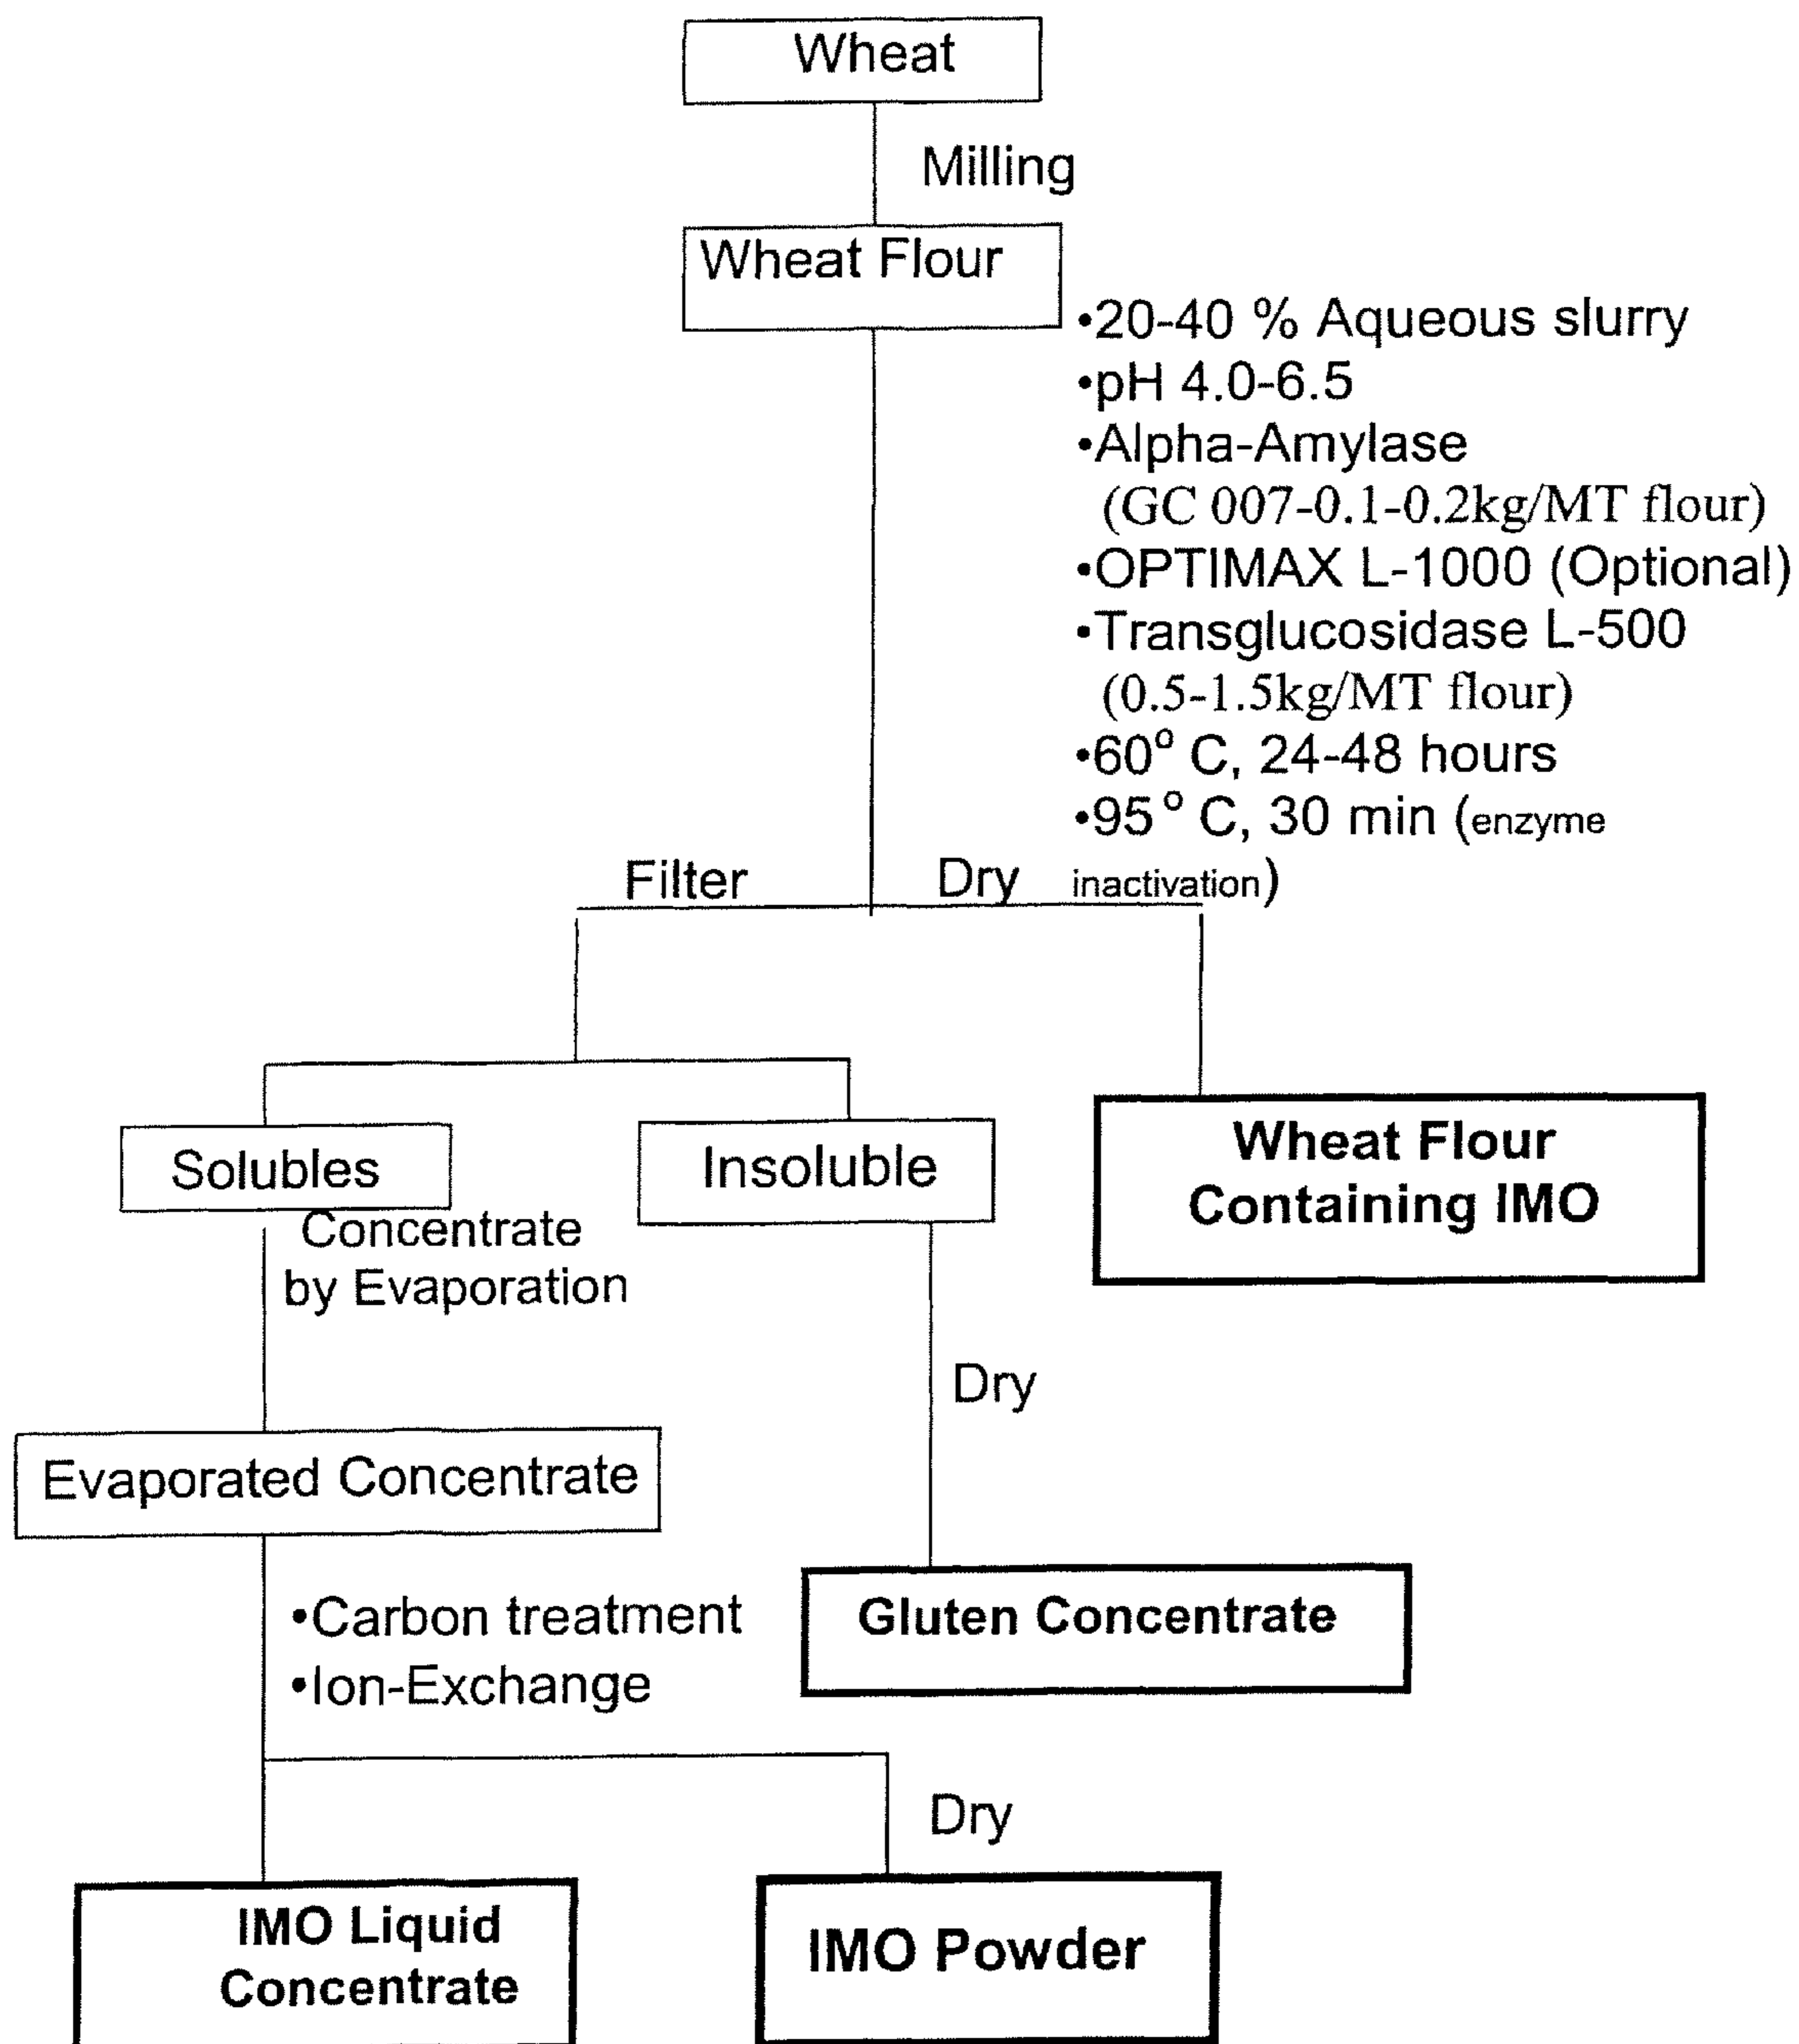 Wheat
Milling
Wheat Flour
•20-40 % Aqueous slurry
•pH 4.0-6.5
•Alpha-Amylase
(GC 007-0.1-0.2kg/MT flour)
•OPTIMAX L-1000 (Optional)
•Transglucosidase L-500
(0.5-1.5kg/MT flour)
•60° C, 24-48 hours
•95° C, 30 min (enzyme
inactivation)
Filter
Dry
Solubles
Insoluble
Wheat Flour
Containing IMO
Concentrate
by Evaporation
Dry
Evaporated Concentrate
•Carbon treatment
•Ion-Exchange
Gluten Concentrate
Dry
IMO Liquid
Concentrate
IMO Powder